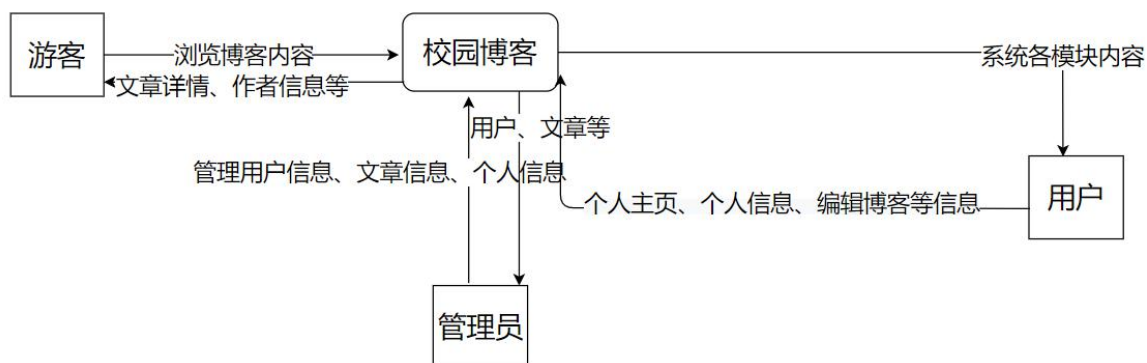 游客
浏览博客内容
校园博客
系统各模块内容
文章详情、作者信息等
用户、文章等
管理用户信息、文章信息、个人信息
个人主页、个人信息、编辑博客等信息
用户
管理员